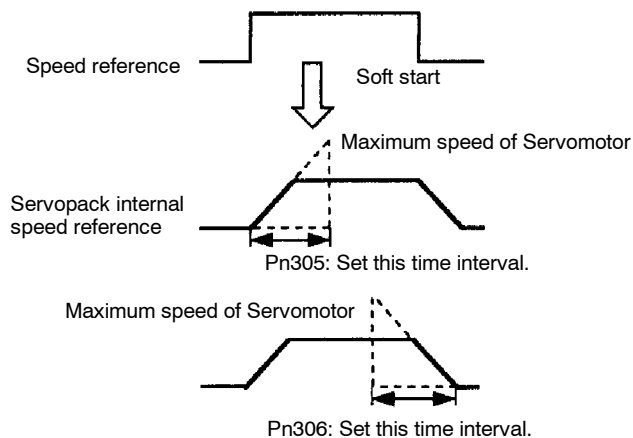 Speed reference
Soft start
Maximum speed of Servomotor
Servopack internal
speed reference
Pn305: Set this time interval.
Maximum speed of Servomotor
Pn306: Set this time interval.